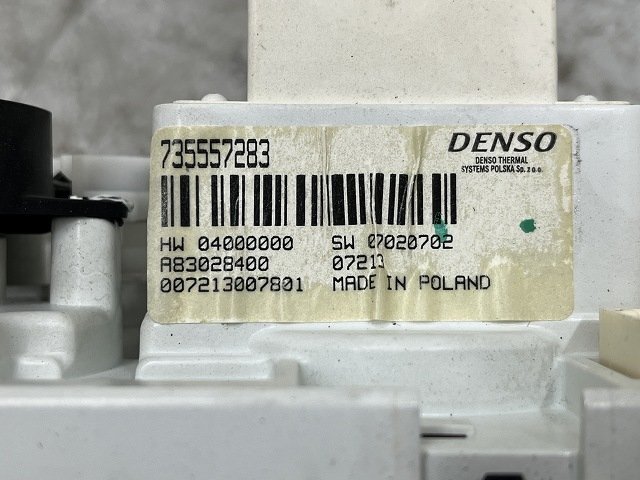 735557283
DENSO
DENSO THERMAL
SYSTEMS POLSKA Sp. z o.o.
HW 04000000 SW 07020702
A83028400 07213
007213007801 MADE IN POLAND